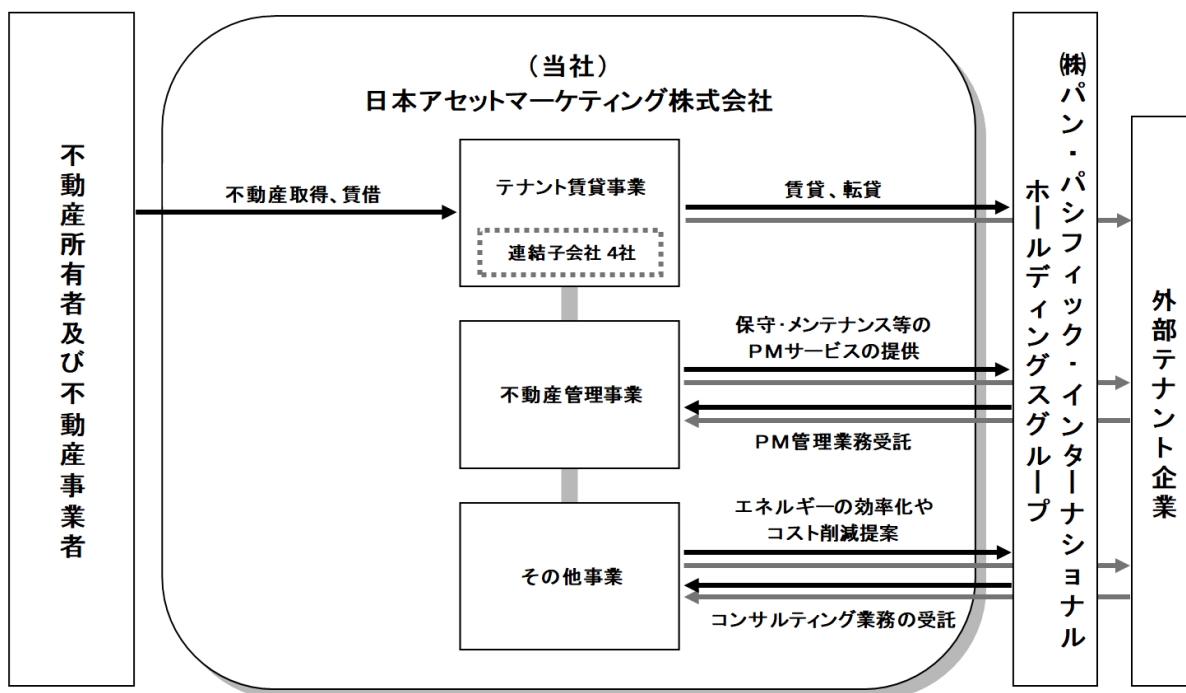 (当社)
日本アセットマーケティング株式会社
不動産所有者及び不動産事業者
不動産取得、賃借
テナント賃貸事業
連結子会社 4社
賃貸、転貸
不動産管理事業
保守・メンテナンス等の
PMサービスの提供
PM管理業務受託
その他事業
エネルギーの効率化や
コスト削減提案
コンサルティング業務の受託
㈱パン・パシフィック・インターナショナル
ホールディングスグループ
外部テナント企業